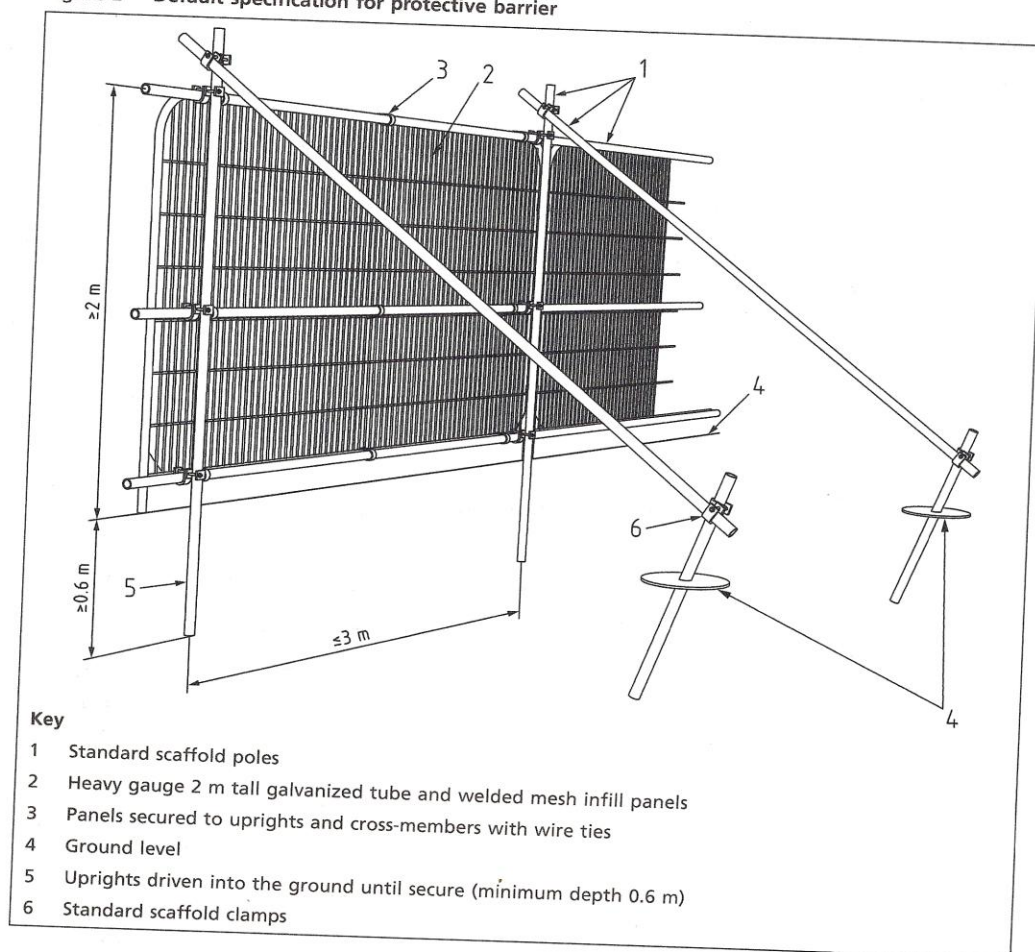 Default specification for protective barrier
3
2
1
≥2 m
4
6
≥0.6 m
5
≤3 m
4
Key
1 Standard scaffold poles
2 Heavy gauge 2 m tall galvanized tube and welded mesh infill panels
3 Panels secured to uprights and cross-members with wire ties
4 Ground level
5 Uprights driven into the ground until secure (minimum depth 0.6 m)
6 Standard scaffold clamps